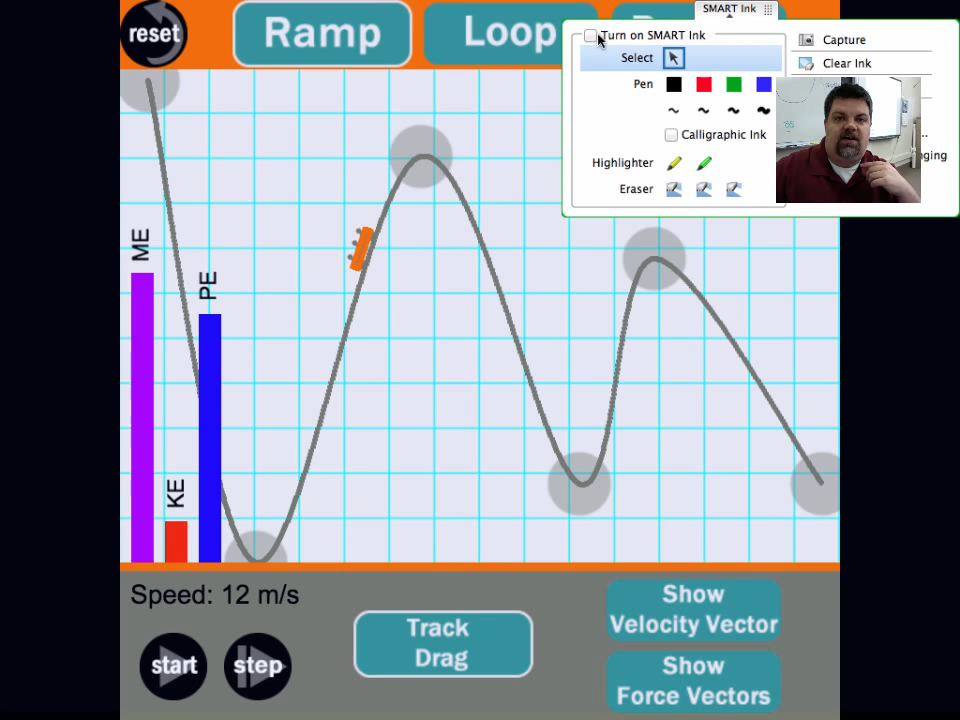 reset
Ramp
Loop
SMART Ink
Turn on SMART Ink
Select
Pen
Calligraphic Ink
Highlighter
Eraser
Capture
Clear Ink
ging
ME
PE
KE
Speed: 12 m/s
start
step
Track
Drag
Show
Velocity Vector
Show
Force Vectors